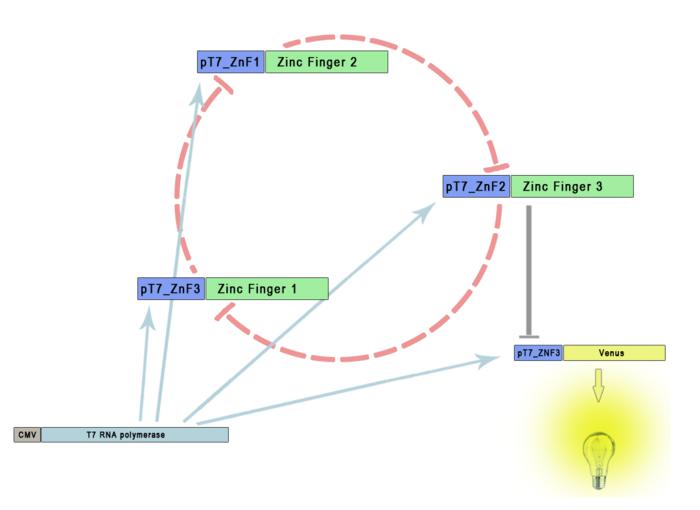 pT7_ZnF1 Zinc Finger 2
pT7_ZnF2 Zinc Finger 3
pT7_ZnF3 Zinc Finger 1
pT7_ZNF3 Venus
CMV T7 RNA polymerase